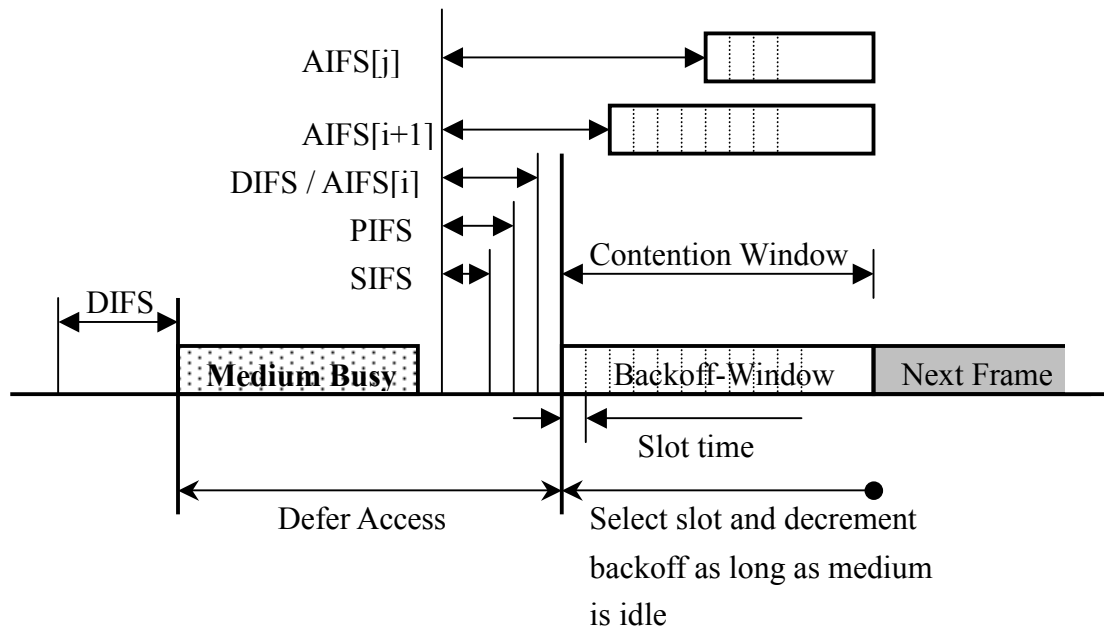 AIFS[j]
AIFS[i+1]
DIFS / AIFS[i]
PIFS
SIFS
Contention Window
DIFS
Medium Busy
Backoff-Window
Next Frame
Slot time
Defer Access
Select slot and decrement
backoff as long as medium
is idle